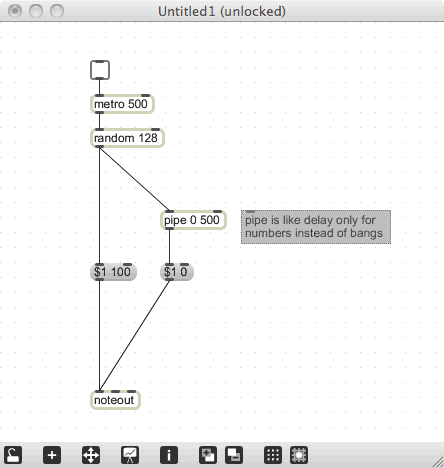 Untitled1 (unlocked)
metro 500
random 128
pipe 0 500
pipe is like delay only for
numbers instead of bangs
$1 100
$1 0
noteout